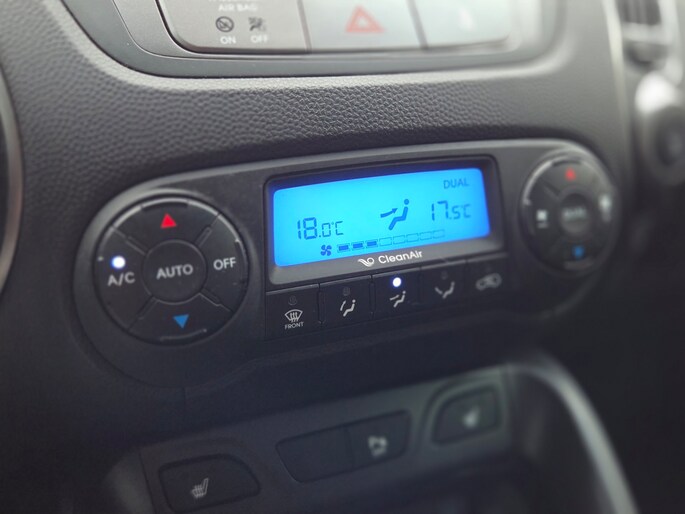 AIR BAG
ON OFF
DUAL
18.0°C 17.5°C
CleanAir
A/C AUTO OFF
FRONT